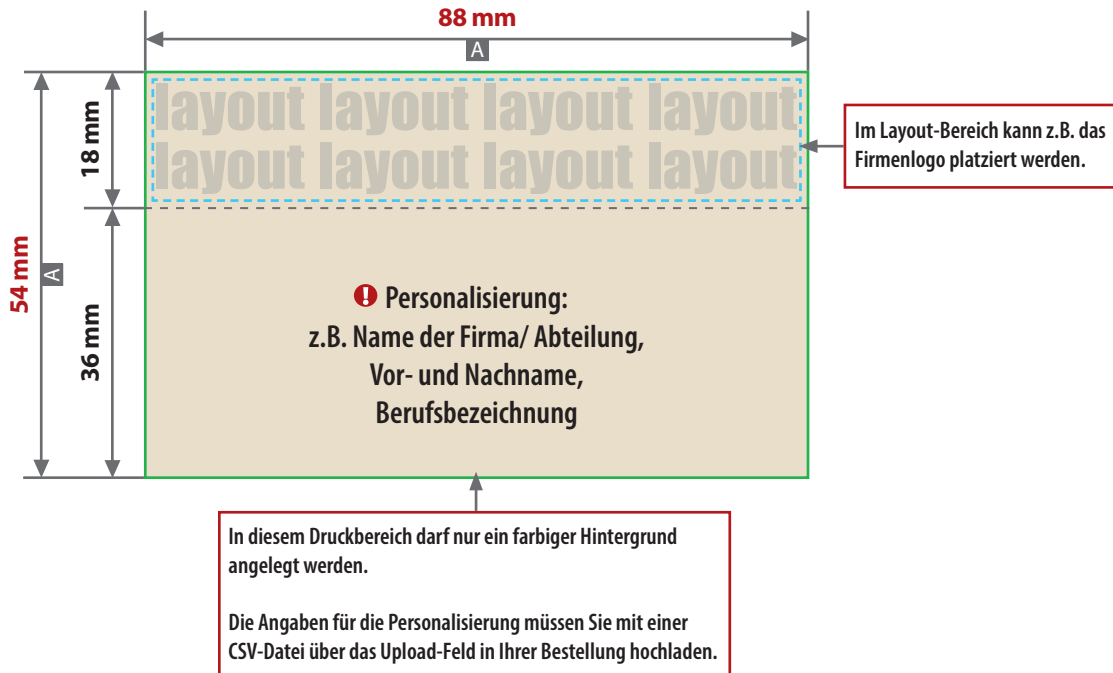 88 mm
A
layout layout layout layout
layout layout layout layout
18 mm
Im Layout-Bereich kann z.B. das
Firmenlogo platziert werden.
54 mm
A
36 mm
! Personalisierung:
z.B. Name der Firma/ Abteilung,
Vor- und Nachname,
Berufsbezeichnung
In diesem Druckbereich darf nur ein farbiger Hintergrund
angelegt werden.
Die Angaben für die Personalisierung müssen Sie mit einer
CSV-Datei über das Upload-Feld in Ihrer Bestellung hochladen.